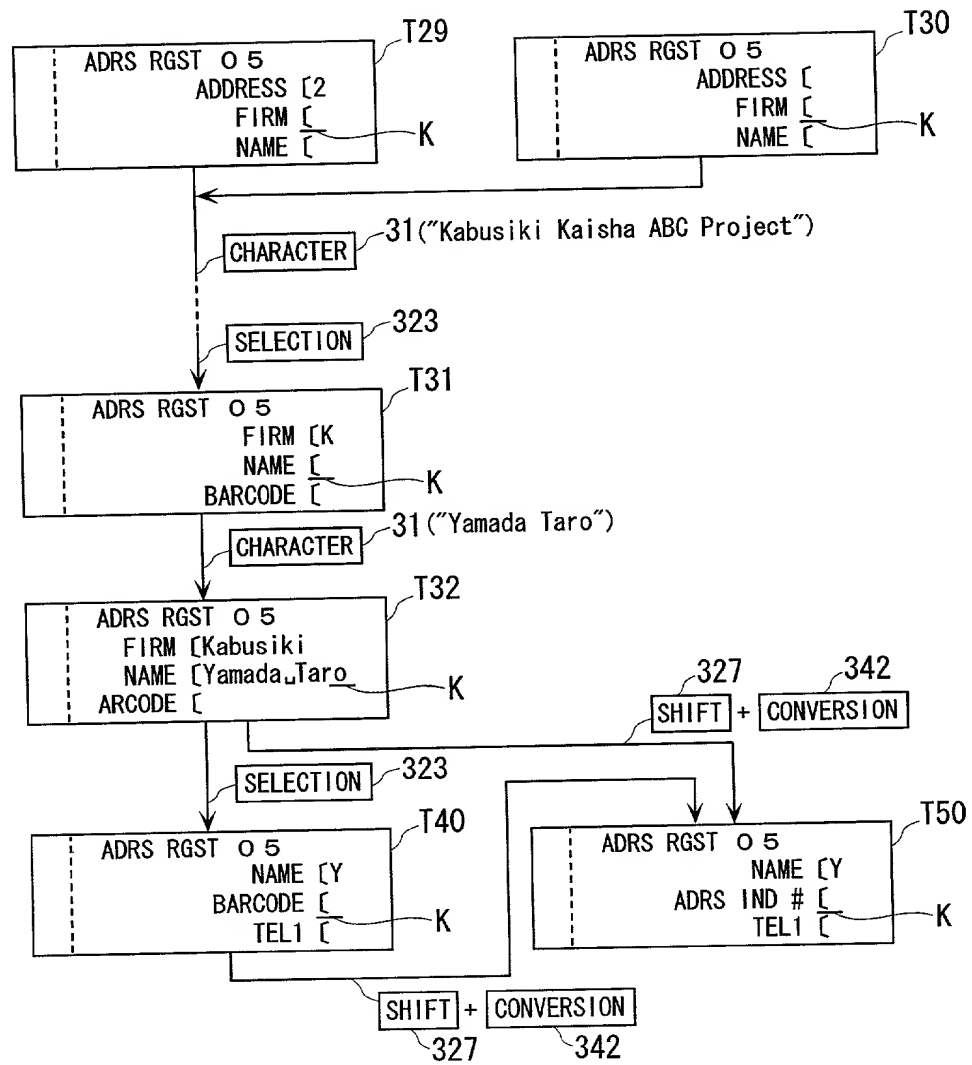 T29
ADRS RGST 05
ADDRESS [2
FIRM [
NAME [
K
T30
ADRS RGST 05
ADDRESS [
FIRM [
NAME [
K
CHARACTER 31("Kabusiki Kaisha ABC Project")
SELECTION 323
T31
ADRS RGST 05
FIRM [K
NAME [
BARCODE [
K
CHARACTER 31("Yamada Taro")
T32
ADRS RGST 05
FIRM [Kabusiki
NAME [Yamada␣Taro
ARCODE [
K
327 342
SHIFT + CONVERSION
SELECTION 323
T40
ADRS RGST 05
NAME [Y
BARCODE [
TEL1 [
K
T50
ADRS RGST 05
NAME [Y
ADRS IND # [
TEL1 [
K
SHIFT + CONVERSION
327 342